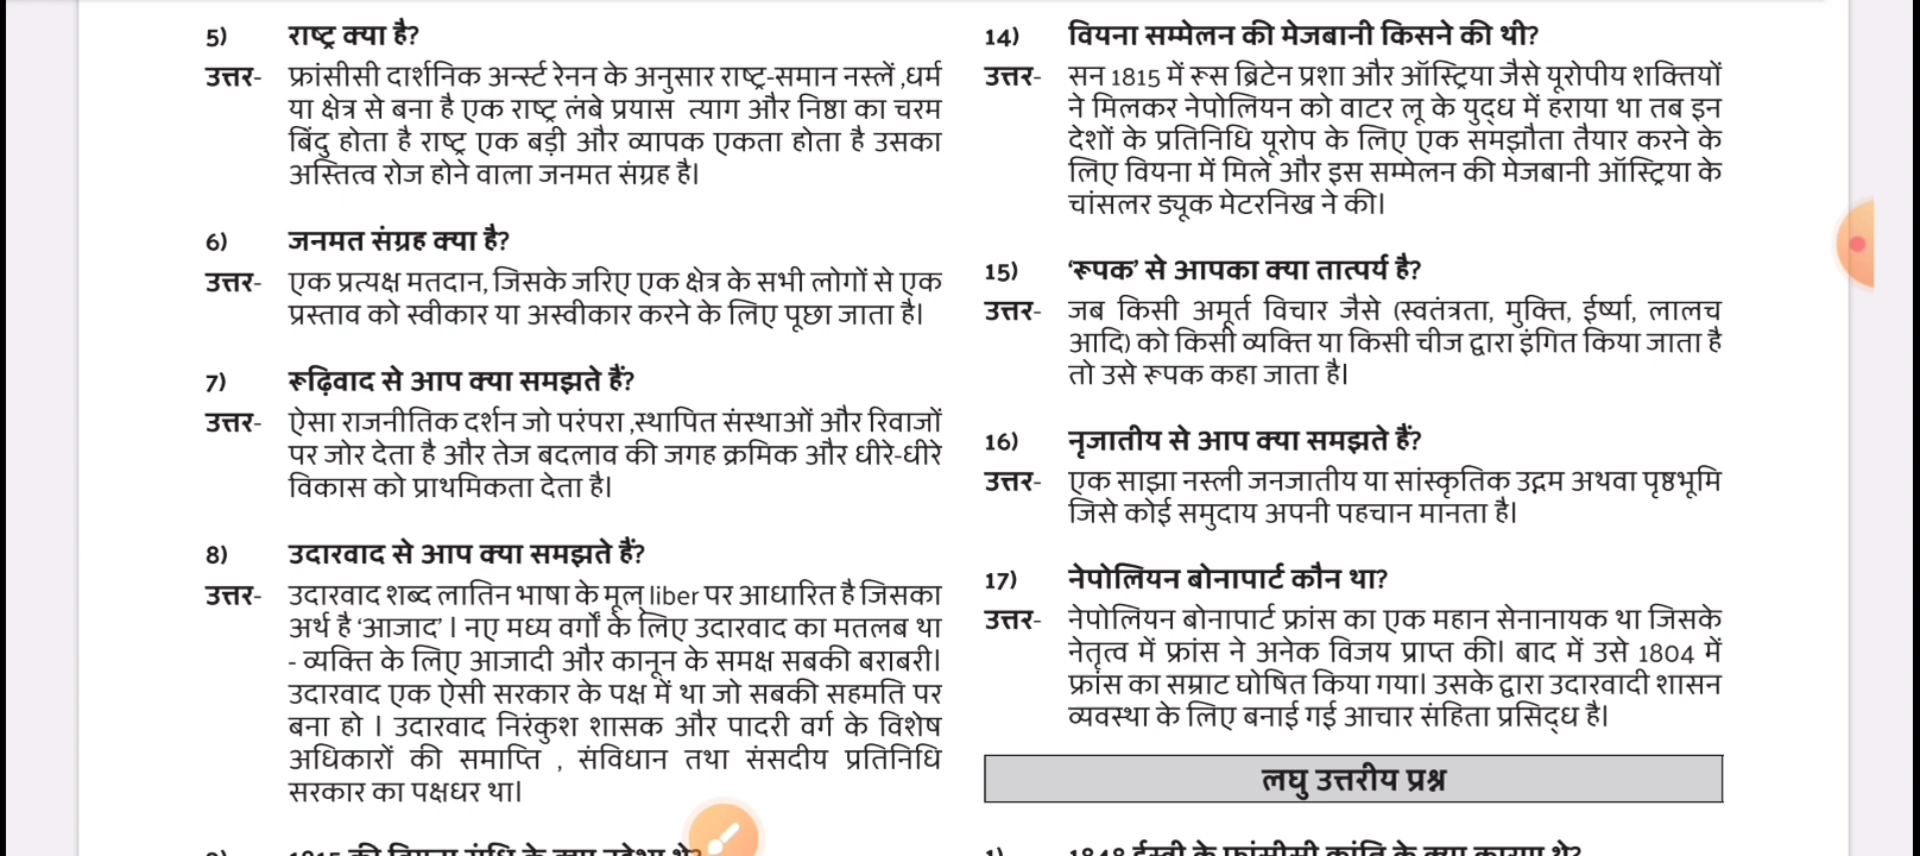 5) राष्ट्र क्या है?
उत्तर- फ्रांसीसी दार्शनिक अर्न्स्ट रेनन के अनुसार राष्ट्र-समान नस्लें ,धर्म
या क्षेत्र से बना है एक राष्ट्र लंबे प्रयास त्याग और निष्ठा का चरम
बिंदु होता है राष्ट्र एक बड़ी और व्यापक एकता होता है उसका
अस्तित्व रोज होने वाला जनमत संग्रह है।
6) जनमत संग्रह क्या है?
उत्तर- एक प्रत्यक्ष मतदान, जिसके जरिए एक क्षेत्र के सभी लोगों से एक
प्रस्ताव को स्वीकार या अस्वीकार करने के लिए पूछा जाता है।
7) रूढ़िवाद से आप क्या समझते हैं?
उत्तर- ऐसा राजनीतिक दर्शन जो परंपरा ,स्थापित संस्थाओं और रिवाजों
पर जोर देता है और तेज बदलाव की जगह क्रमिक और धीरे-धीरे
विकास को प्राथमिकता देता है।
8) उदारवाद से आप क्या समझते हैं?
उत्तर- उदारवाद शब्द लातिन भाषा के मूल् liber पर आधारित है जिसका
अर्थ है ‘आजाद’ । नए मध्य वर्गों के लिए उदारवाद का मतलब था
- व्यक्ति के लिए आजादी और कानून के समक्ष सबकी बराबरी।
उदारवाद एक ऐसी सरकार के पक्ष में था जो सबकी सहमति पर
बना हो । उदारवाद निरंकुश शासक और पादरी वर्ग के विशेष
अधिकारों की समाप्ति , संविधान तथा संसदीय प्रतिनिधि
सरकार का पक्षधर था।
9) 1815 की वियना संधि के क्या उद्देश्य थे?
14) वियना सम्मेलन की मेजबानी किसने की थी?
उत्तर- सन 1815 में रूस ब्रिटेन प्रशा और ऑस्ट्रिया जैसे यूरोपीय शक्तियों
ने मिलकर नेपोलियन को वाटर लू के युद्ध में हराया था तब इन
देशों के प्रतिनिधि यूरोप के लिए एक समझौता तैयार करने के
लिए वियना में मिले और इस सम्मेलन की मेजबानी ऑस्ट्रिया के
चांसलर ड्यूक मेटरनिख ने की।
15) ‘रूपक’ से आपका क्या तात्पर्य है?
उत्तर- जब किसी अमूर्त विचार जैसे (स्वतंत्रता, मुक्ति, ईर्ष्या, लालच
आदि) को किसी व्यक्ति या किसी चीज द्वारा इंगित किया जाता है
तो उसे रूपक कहा जाता है।
16) नृजातीय से आप क्या समझते हैं?
उत्तर- एक साझा नस्ली जनजातीय या सांस्कृतिक उद्गम अथवा पृष्ठभूमि
जिसे कोई समुदाय अपनी पहचान मानता है।
17) नेपोलियन बोनापार्ट कौन था?
उत्तर- नेपोलियन बोनापार्ट फ्रांस का एक महान सेनानायक था जिसके
नेतृत्व में फ्रांस ने अनेक विजय प्राप्त की। बाद में उसे 1804 में
फ्रांस का सम्राट घोषित किया गया। उसके द्वारा उदारवादी शासन
व्यवस्था के लिए बनाई गई आचार संहिता प्रसिद्ध है।
लघु उत्तरीय प्रश्न
1) 1848 ईस्वी के फ्रांसीसी क्रांति के क्या कारण थे?